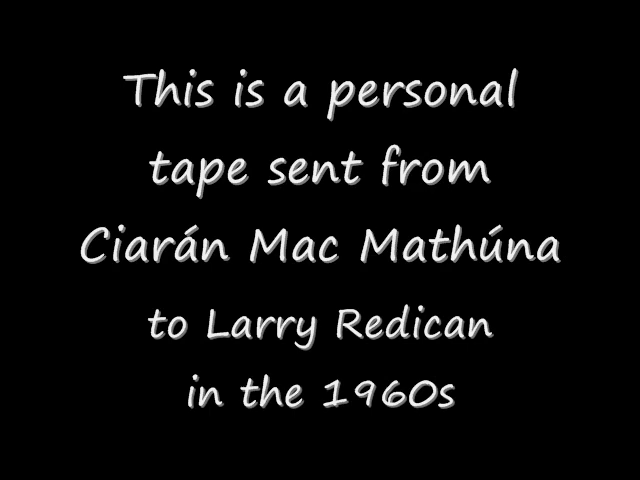 This is a personal
tape sent from
Ciarán Mac Mathúna
to Larry Redican
in the 1960s